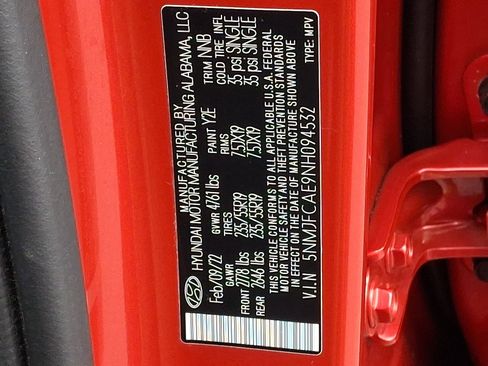 MANUFACTURED BY
HYUNDAI MOTOR MANUFACTURING ALABAMA, LLC
Feb/09/22 GVWR 4761 lbs PAINT Y2E TRIM NNB
GAWR TIRES RIMS COLD TIRE INFL
FRONT 2778 lbs 235/55R19 7.5JX19 35 psi SINGLE
REAR 2646 lbs 235/55R19 7.5JX19 35 psi SINGLE
THIS VEHICLE CONFORMS TO ALL APPLICABLE U.S.A. FEDERAL
MOTOR VEHICLE SAFETY, BUMPER, AND THEFT PREVENTION
STANDARDS IN EFFECT ON THE DATE OF MANUFACTURE SHOWN ABOVE
V.I.N 5NMJFCAE9NH094532 TYPE: MPV